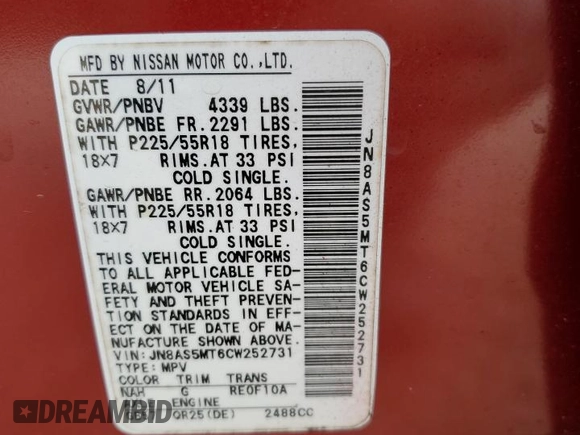 MFD BY NISSAN MOTOR CO.,LTD.
DATE 8/11
GVWR/PNBV 4339 LBS.
GAWR/PNBE FR. 2291 LBS.
WITH P225/55R18 TIRES,
18X7 RIMS.AT 33 PSI
COLD SINGLE.
GAWR/PNBE RR. 2064 LBS.
WITH P225/55R18 TIRES,
18X7 RIMS.AT 33 PSI
COLD SINGLE.
THIS VEHICLE CONFORMS
TO ALL APPLICABLE FED-
ERAL MOTOR VEHICLE SA-
FETY AND THEFT PREVEN-
TION STANDARDS IN EFF-
ECT ON THE DATE OF MA-
NUFACTURE SHOWN ABOVE.
VIN: JN8AS5MT6CW252731
TYPE: MPV
COLOR TRIM TRANS
NAH G RE0F10A
ENGINE
QR25(DE) 2488CC
JN8AS5MT6CW252731
DREAMBID